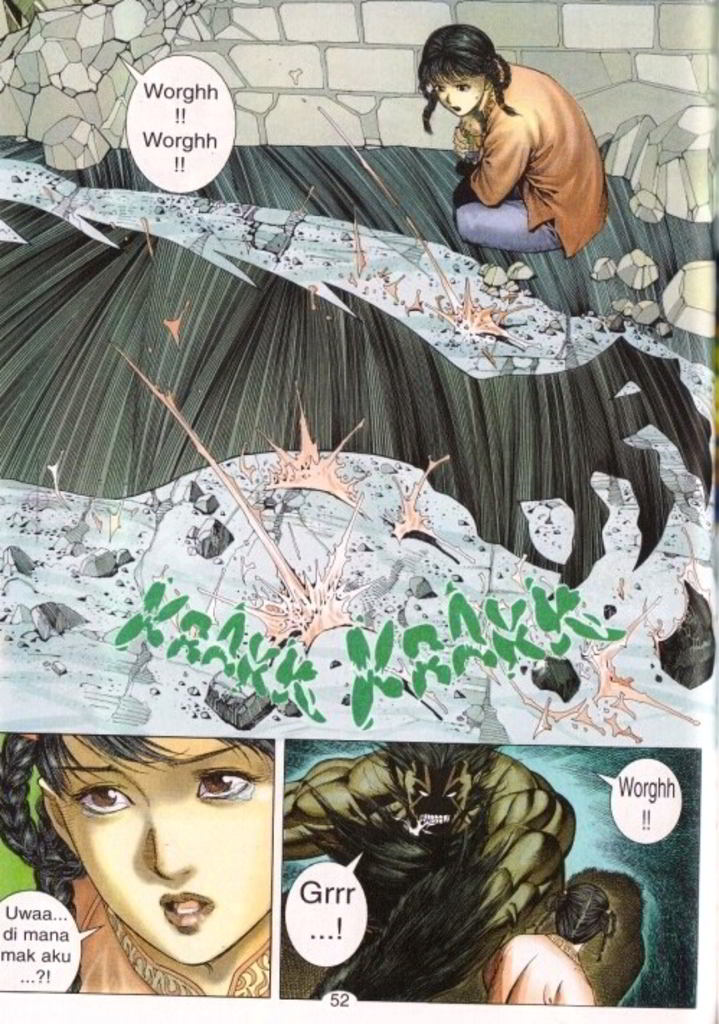 Worghh
!!
Worghh
!!
KRAKK KRAKK
Uwaa...
di mana
mak aku
...?!
Grrr
...!
Worghh
!!
52